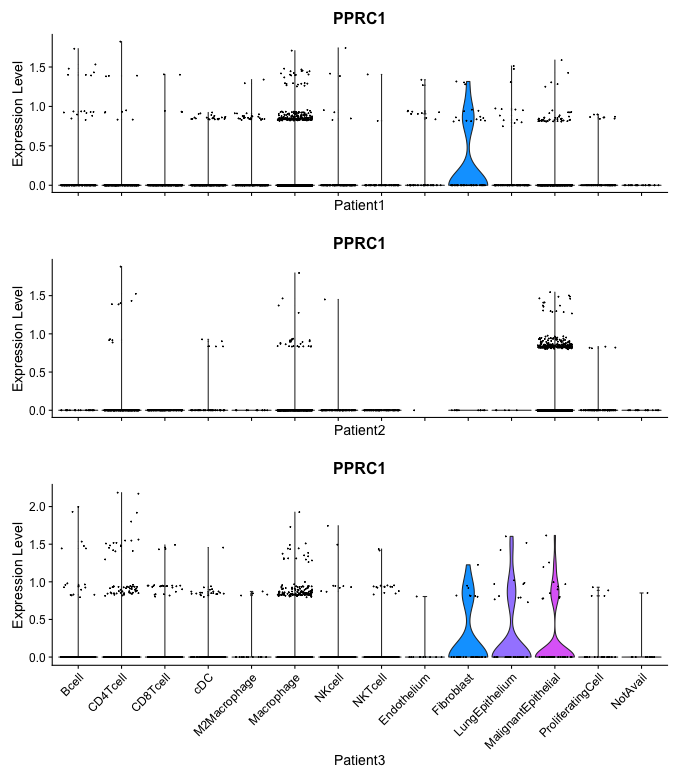 PPRC1
Expression Level
1.5
1.0
0.5
0.0
Patient1
PPRC1
Expression Level
1.5
1.0
0.5
0.0
Patient2
PPRC1
Expression Level
2.0
1.5
1.0
0.5
0.0
Bcell
CD4Tcell
CD8Tcell
cDC
M2Macrophage
Macrophage
NKcell
NKTcell
Endothelium
Fibroblast
LungEpithelium
MalignantEpithelial
ProliferatingCell
NotAvail
Patient3